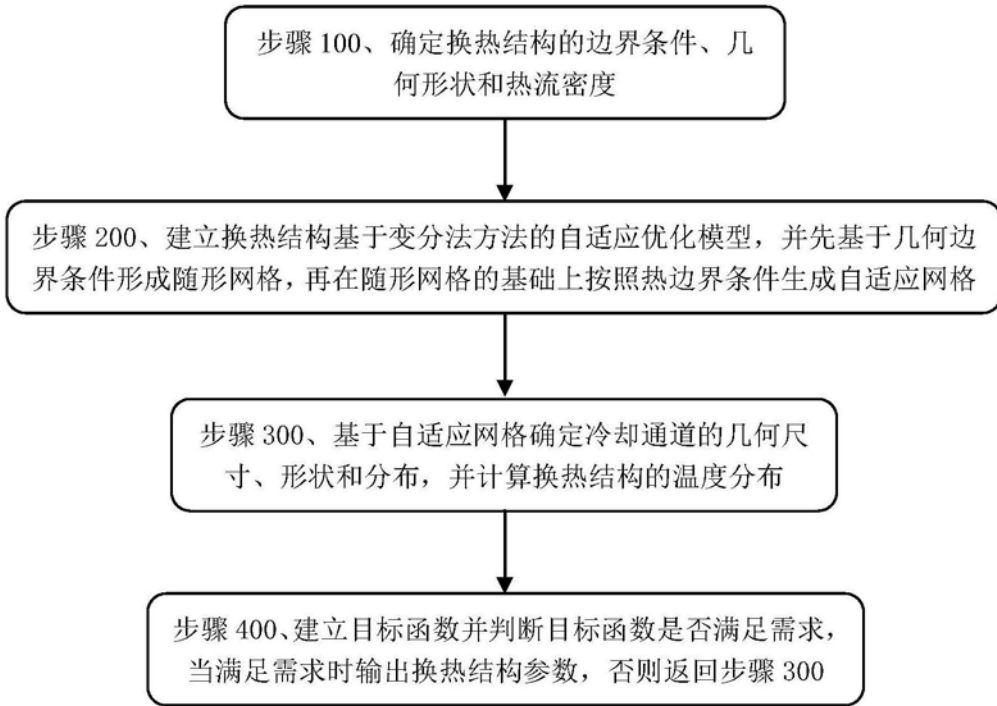 步骤 100、确定换热结构的边界条件、几
何形状和热流密度
步骤 200、建立换热结构基于变分法方法的自适应优化模型，并先基于几何边
界条件形成随形网格，再在随形网格的基础上按照热边界条件生成自适应网格
步骤 300、基于自适应网格确定冷却通道的几何尺
寸、形状和分布，并计算换热结构的温度分布
步骤 400、建立目标函数并判断目标函数是否满足需求，
当满足需求时输出换热结构参数，否则返回步骤 300